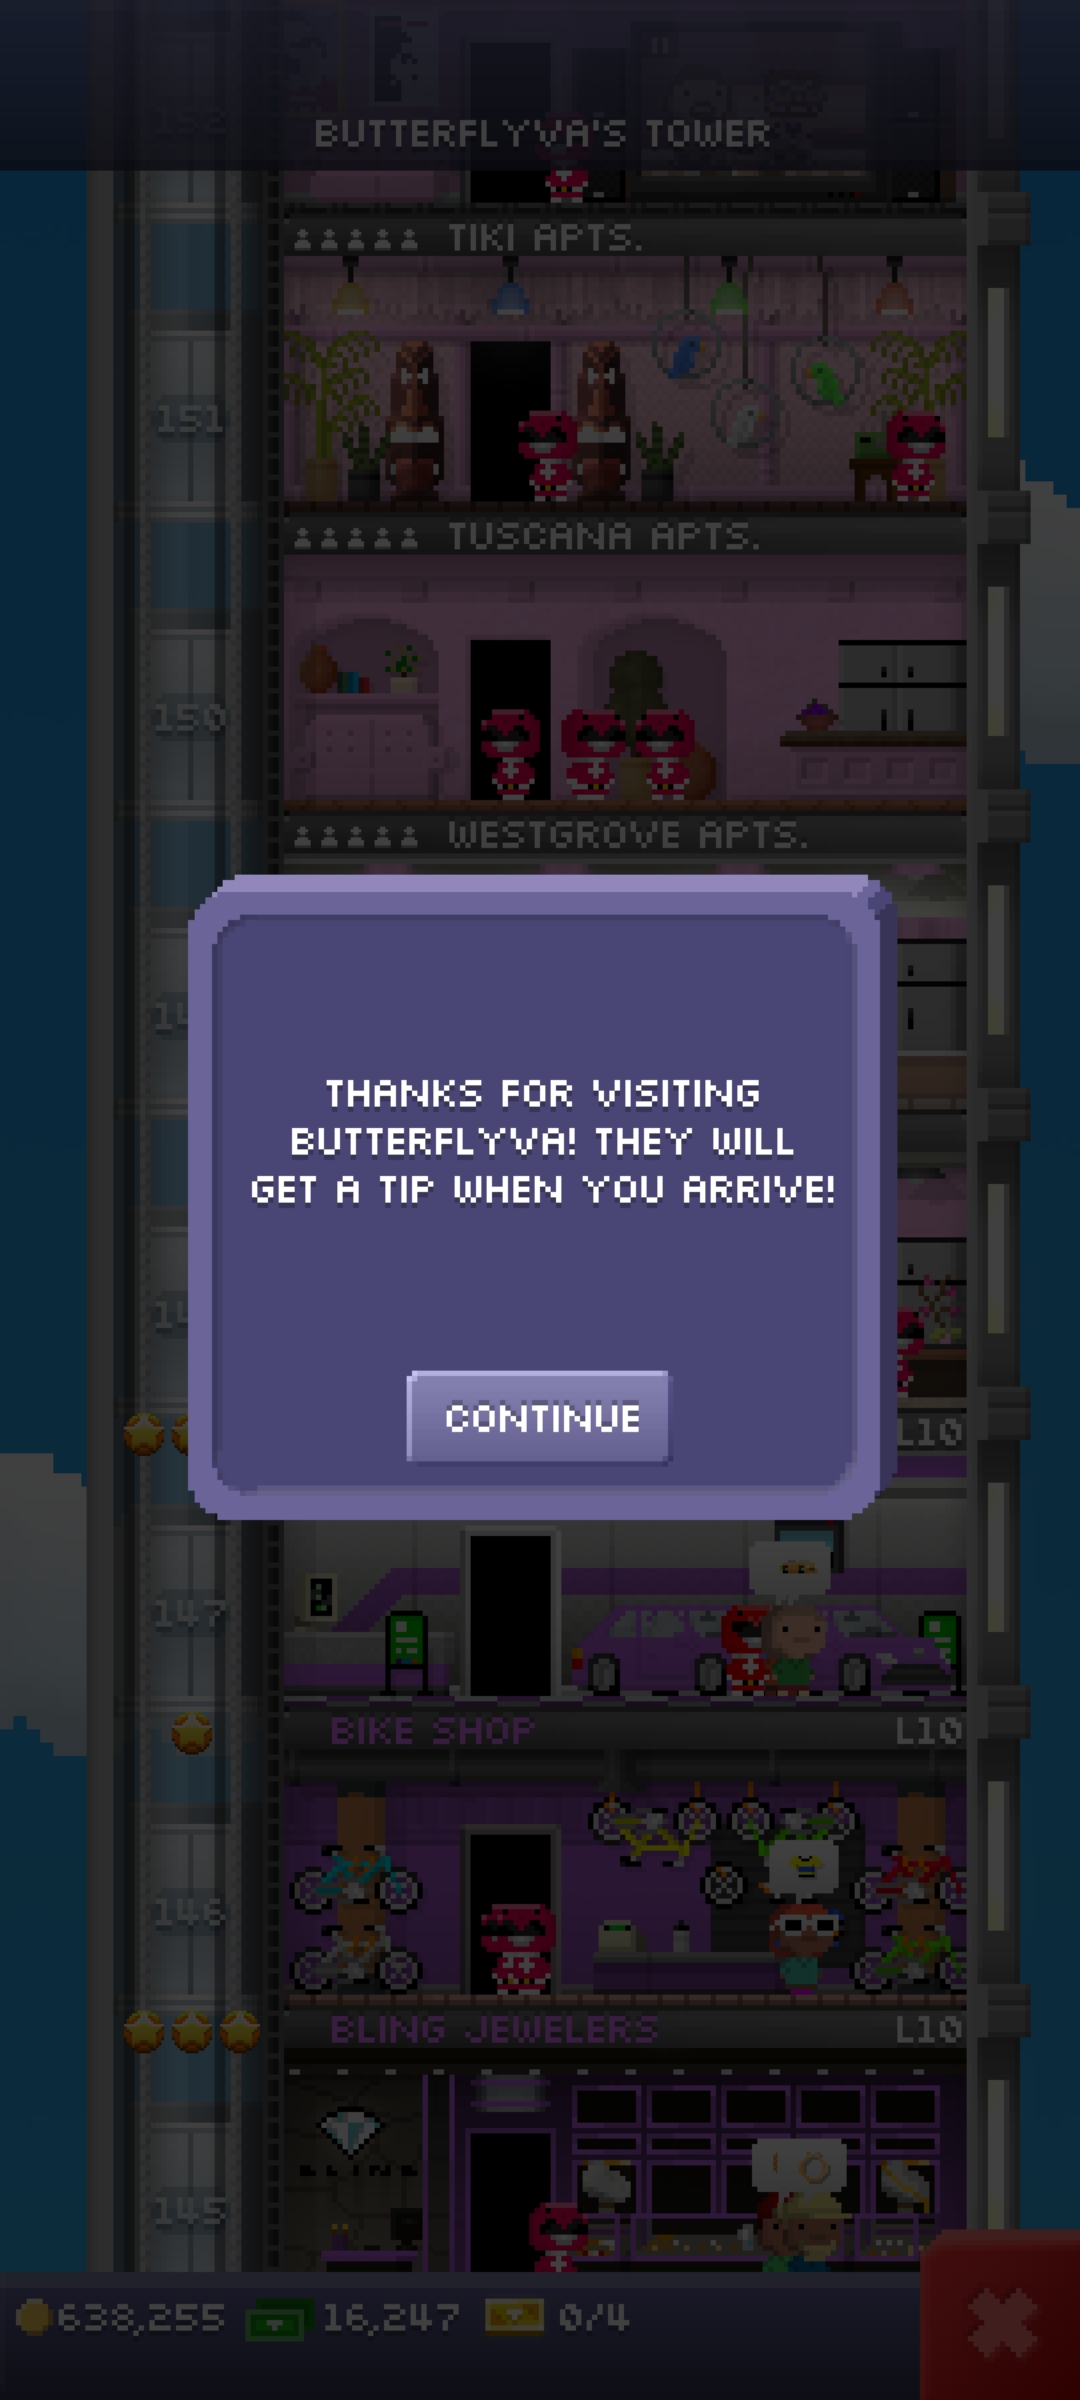 152
BUTTERFLYVA'S TOWER
TIKI APTS.
151
TUSCANA APTS.
150
WESTGROVE APTS.
THANKS FOR VISITING
BUTTERFLYVA! THEY WILL
GET A TIP WHEN YOU ARRIVE!
CONTINUE
L10
147
BIKE SHOP L10
146
BLING JEWELERS L10
BLING
145
638,255 16,247 0/4